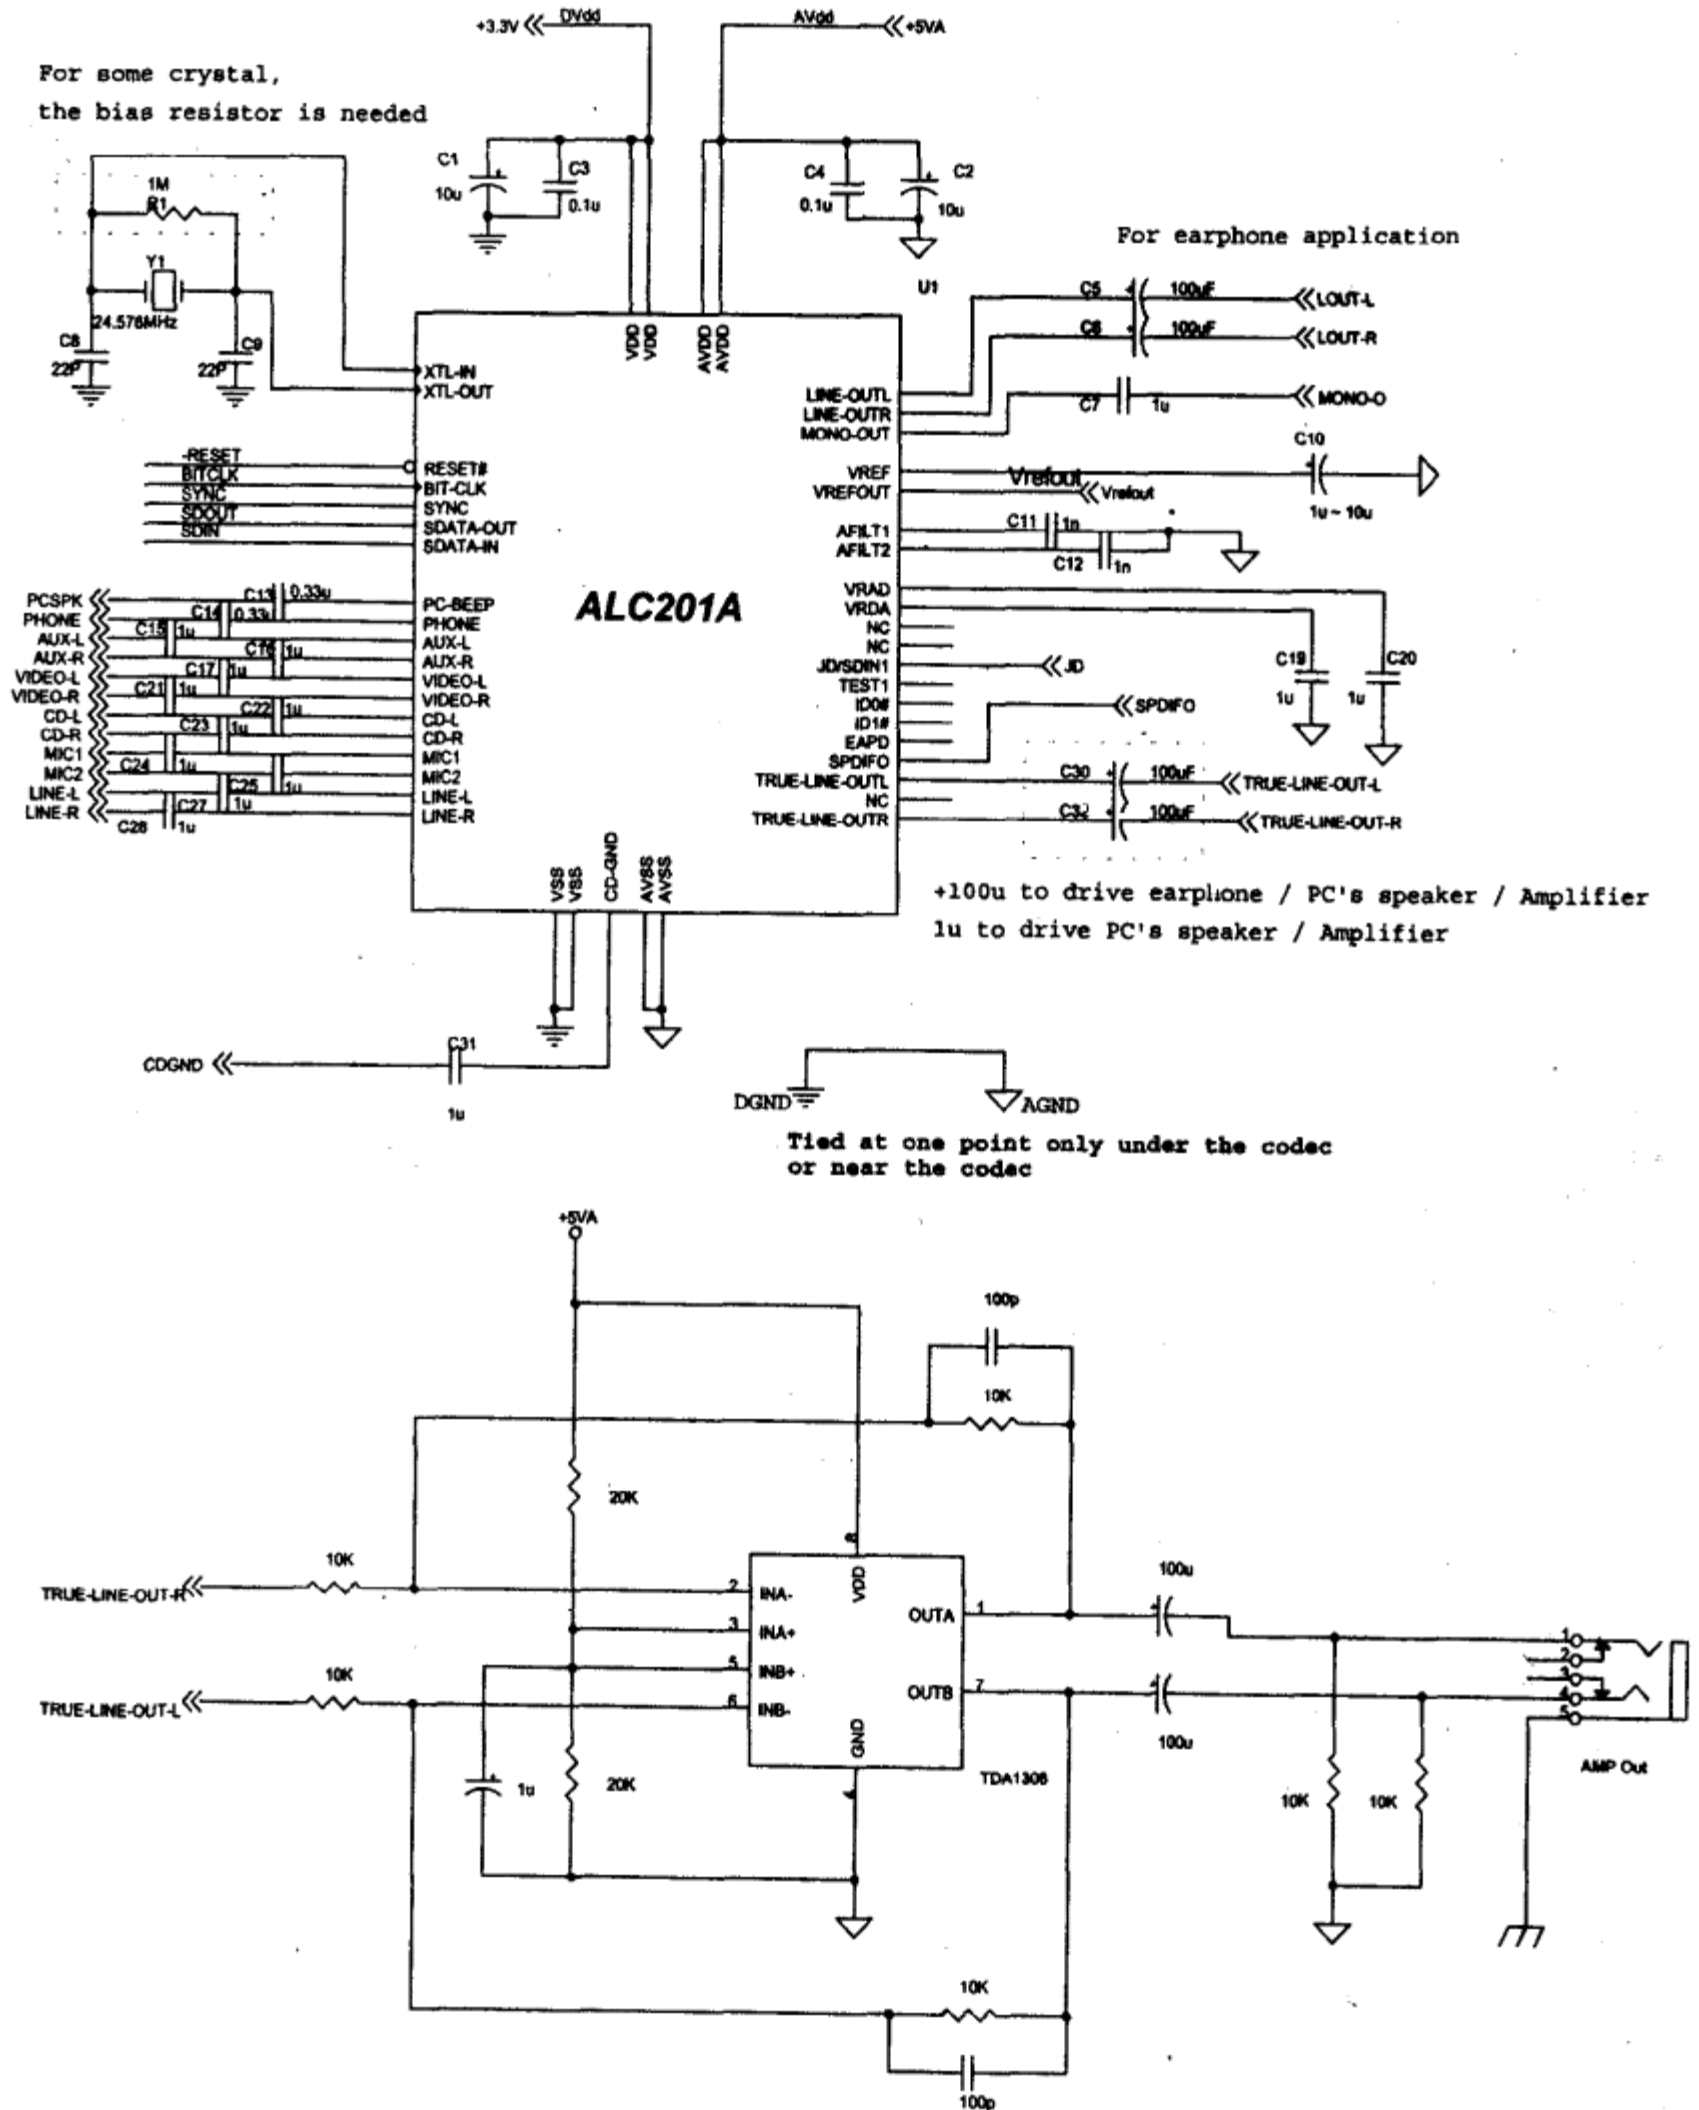 +3.3V
DVdd
AVdd
+5VA
For some crystal,
the bias resistor is needed
1M
R1
Y1
24.576MHz
C8
22P
C9
22P
C1
10u
C3
0.1u
C4
0.1u
C2
10u
U1
For earphone application
C5
100uF
LOUT-L
C6
100uF
LOUT-R
C7
1u
MONO-O
XTL-IN
XTL-OUT
VDD
VDD
AVDD
AVDD
LINE-OUTL
LINE-OUTR
MONO-OUT
-RESET
BITCLK
SYNC
SDOUT
SDIN
RESET#
BIT-CLK
SYNC
SDATA-OUT
SDATA-IN
VREF
VREFOUT
Vrefout
Vrefout
C10
1u ~ 10u
AFILT1
AFILT2
C11
1n
C12
1n
PCSPK
PHONE
AUX-L
AUX-R
VIDEO-L
VIDEO-R
CD-L
CD-R
MIC1
MIC2
LINE-L
LINE-R
C13
0.33u
C14
0.33u
C15
1u
C16
1u
C17
1u
C21
1u
C22
1u
C23
1u
C24
1u
C25
1u
C27
1u
C28
1u
PC-BEEP
PHONE
AUX-L
AUX-R
VIDEO-L
VIDEO-R
CD-L
CD-R
MIC1
MIC2
LINE-L
LINE-R
ALC201A
VRAD
VRDA
NC
NC
JD/SDIN1
TEST1
ID0#
ID1#
EAPD
SPDIFO
TRUE-LINE-OUTL
NC
TRUE-LINE-OUTR
JD
SPDIFO
C19
1u
C20
1u
C30
100uF
TRUE-LINE-OUT-L
C32
100uF
TRUE-LINE-OUT-R
VSS
VSS
CD-GND
AVSS
AVSS
+100u to drive earphone / PC's speaker / Amplifier
1u to drive PC's speaker / Amplifier
CDGND
C31
1u
DGND
AGND
Tied at one point only under the codec
or near the codec
+5VA
100p
10K
20K
TRUE-LINE-OUT-R
10K
TRUE-LINE-OUT-L
10K
8
VDD
2
INA-
3
INA+
5
INB+
6
INB-
OUTA
1
OUTB
7
GND
4
TDA1308
1u
20K
100u
100u
10K
10K
1
2
3
4
5
AMP Out
10K
100p